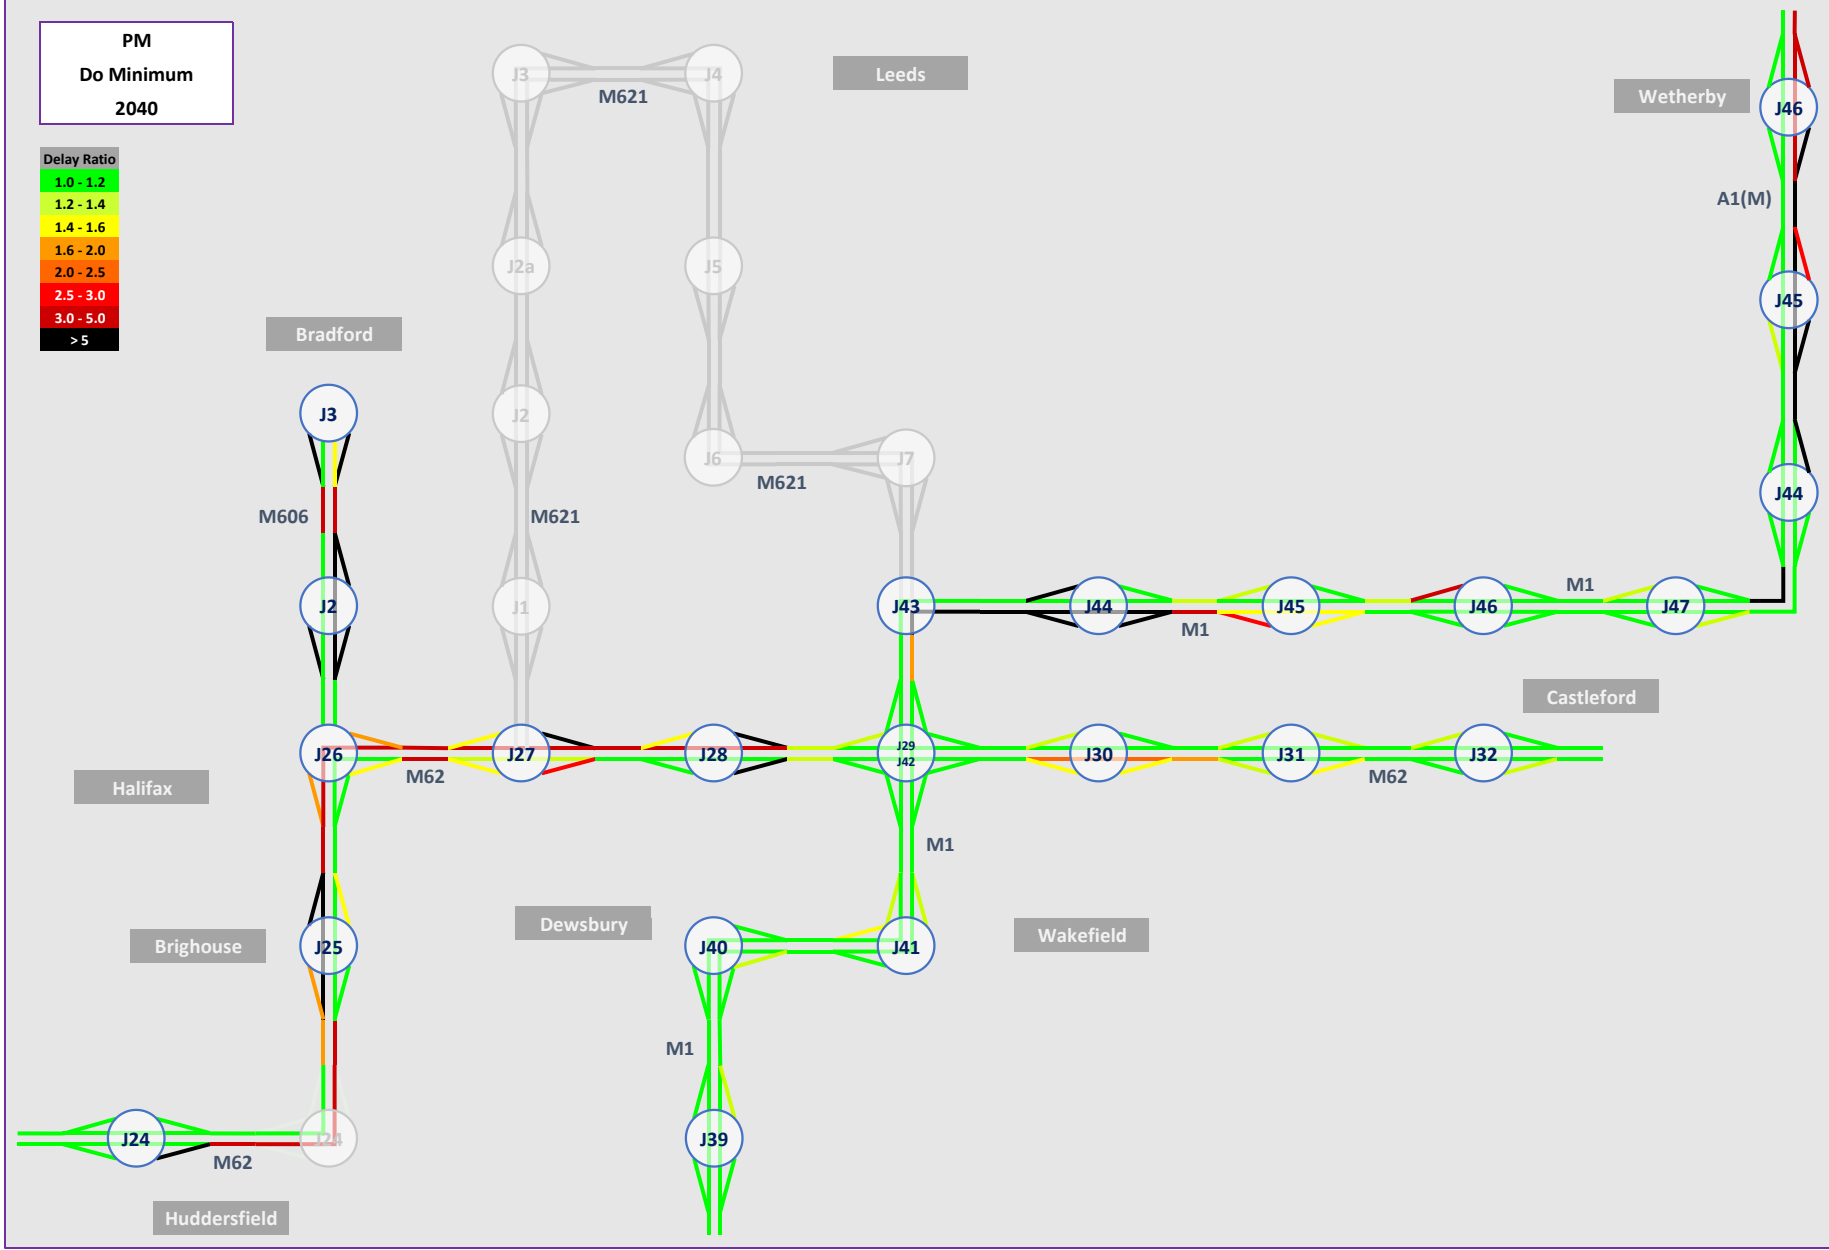 PM
Do Minimum
2040
Delay Ratio
1.0 - 1.2
1.2 - 1.4
1.4 - 1.6
1.6 - 2.0
2.0 - 2.5
2.5 - 3.0
3.0 - 5.0
> 5
J3
J4
M621
Leeds
Wetherby
J46
A1(M)
J2a
J5
J45
Bradford
J3
J2
J6
J7
M621
J44
M606
M621
J2
J1
J43
J44
M1
J45
J46
M1
J47
Castleford
J26
M62
J27
J28
J29
J42
J30
J31
M62
J32
Halifax
M1
Dewsbury
Wakefield
Brighouse
J25
J40
J41
M1
J24
M62
J24
J39
Huddersfield